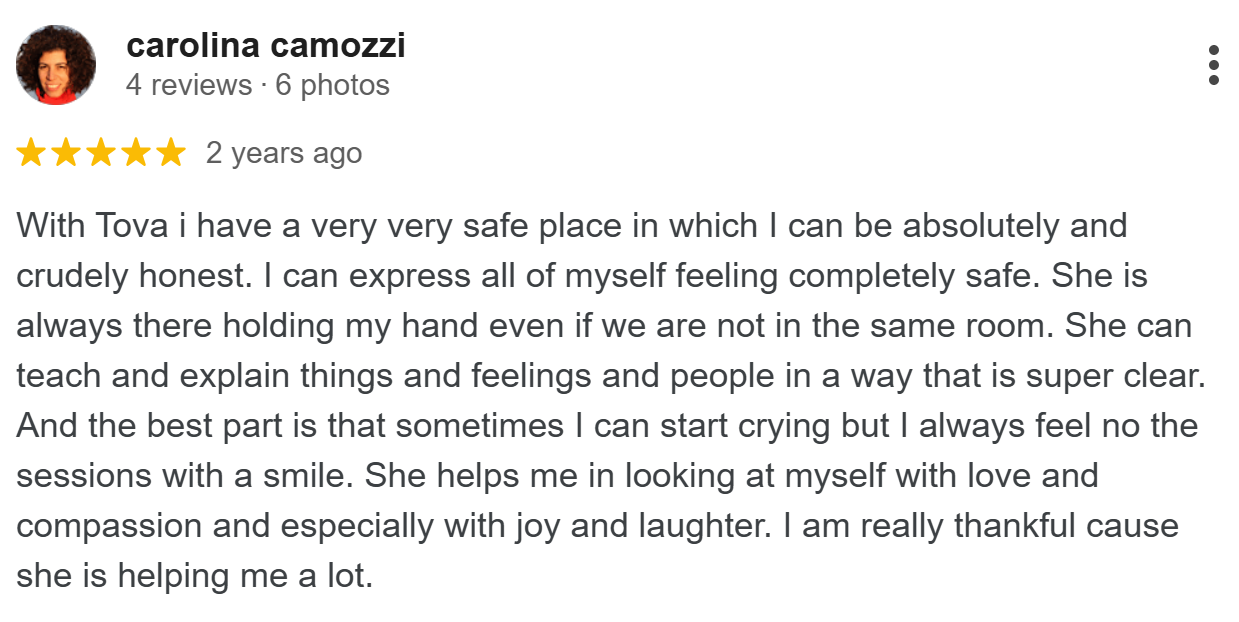 carolina camozzi
4 reviews · 6 photos
2 years ago
With Tova i have a very very safe place in which I can be absolutely and
crudely honest. I can express all of myself feeling completely safe. She is
always there holding my hand even if we are not in the same room. She can
teach and explain things and feelings and people in a way that is super clear.
And the best part is that sometimes I can start crying but I always feel no the
sessions with a smile. She helps me in looking at myself with love and
compassion and especially with joy and laughter. I am really thankful cause
she is helping me a lot.